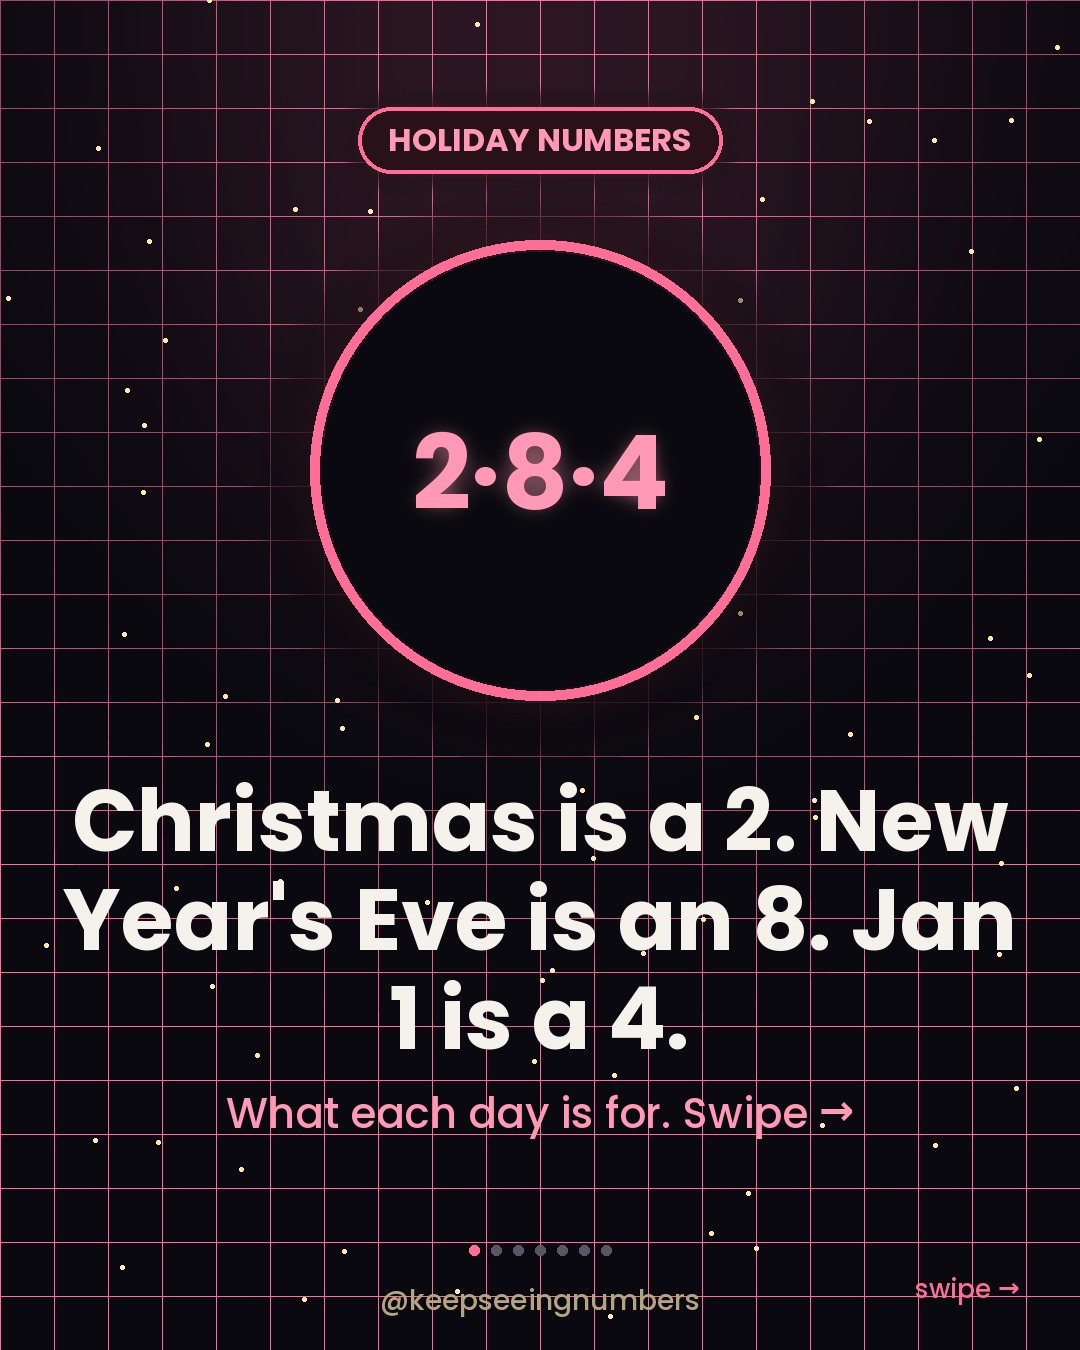 HOLIDAY NUMBERS
2·8·4
Christmas is a 2. New
Year's Eve is an 8. Jan
1 is a 4.
What each day is for. Swipe →
@keepseeingnumbers
swipe →